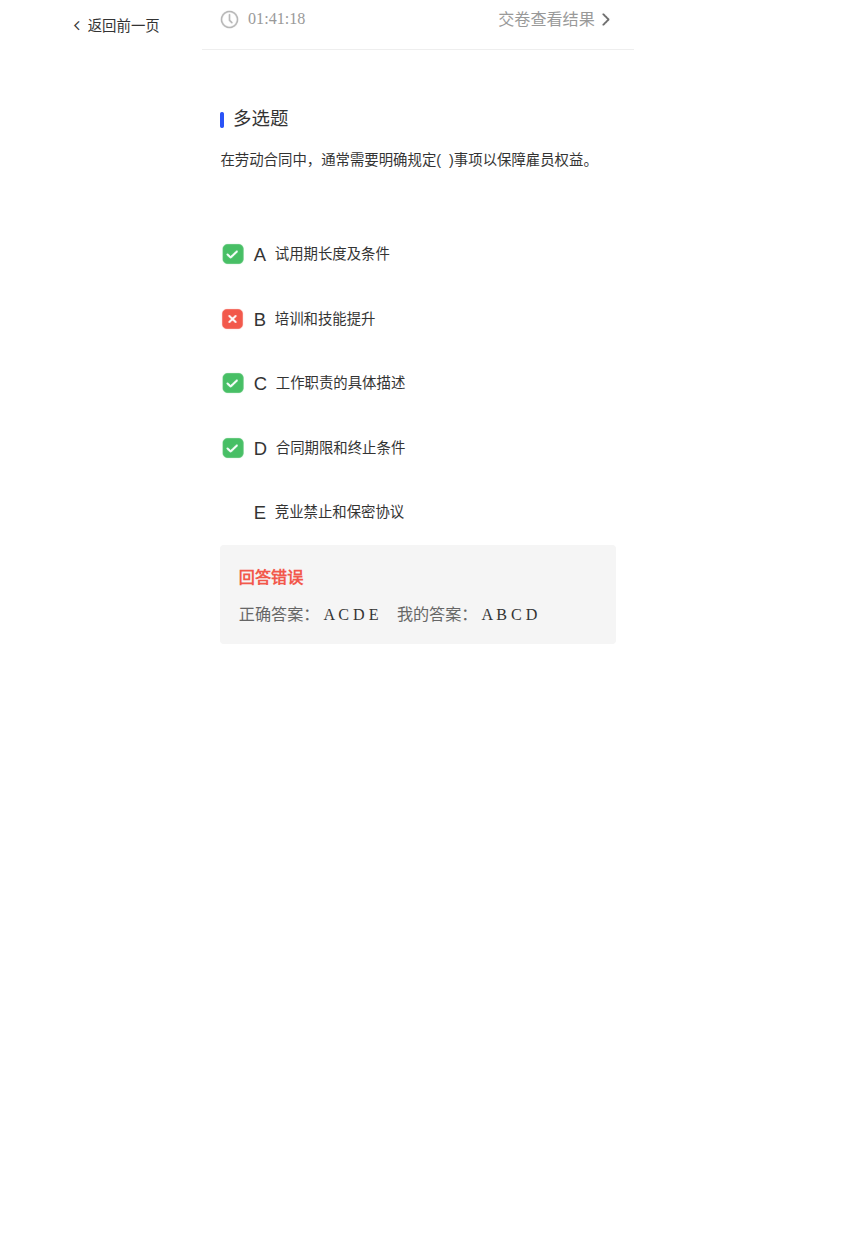 返回前一页
01:41:18 交卷查看结果
多选题
在劳动合同中，通常需要明确规定( )事项以保障雇员权益。
A 试用期长度及条件
B 培训和技能提升
C 工作职责的具体描述
D 合同期限和终止条件
E 竞业禁止和保密协议
回答错误
正确答案： A C D E 我的答案： A B C D